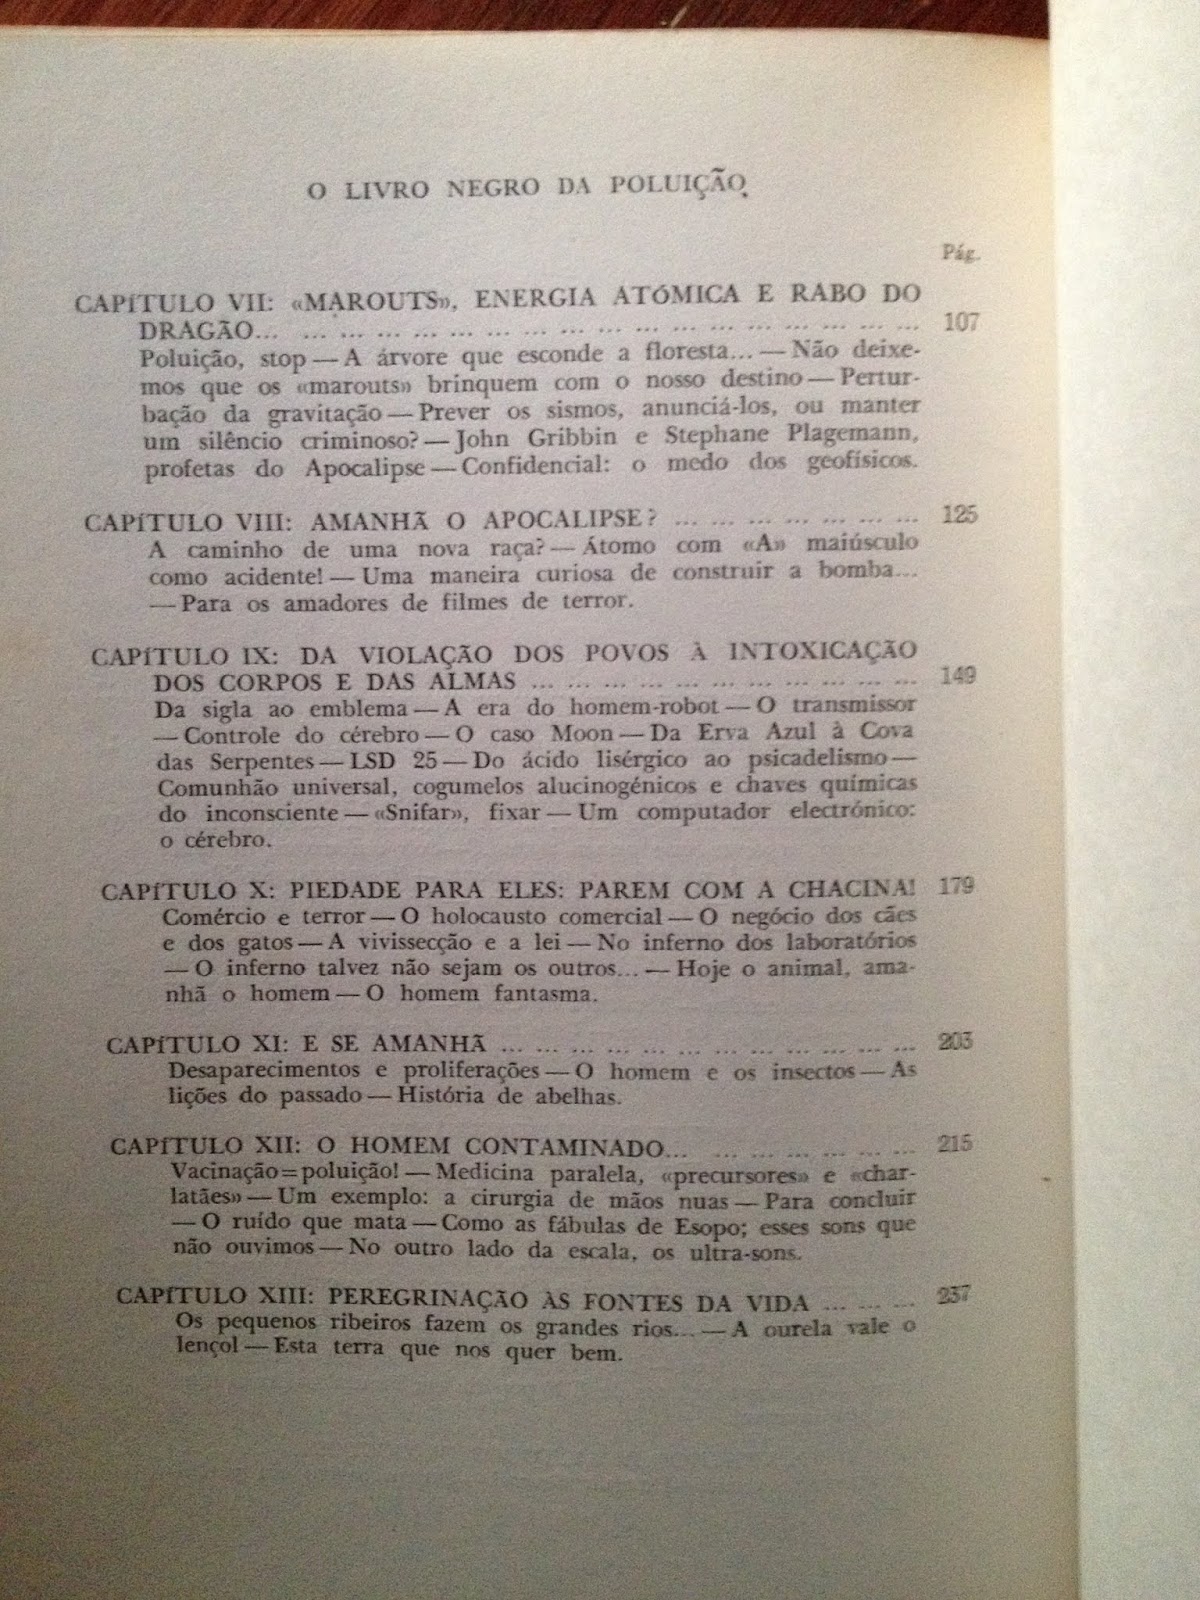 O LIVRO NEGRO DA POLUIÇÃO
Pág.
CAPÍTULO VII: «MAROUTS», ENERGIA ATÓMICA E RABO DO
DRAGÃO... ... ... ... ... ... ... ... ... ... ... ... ... ... ... ... ... ... 107
Poluição, stop — A árvore que esconde a floresta... — Não deixe-
mos que os «marouts» brinquem com o nosso destino — Pertur-
bação da gravitação — Prever os sismos, anunciá-los, ou manter
um silêncio criminoso? — John Gribbin e Stephane Plagemann,
profetas do Apocalipse — Confidencial: o medo dos geofísicos.
CAPÍTULO VIII: AMANHÃ O APOCALIPSE? ... ... ... ... ... ... ... 125
A caminho de uma nova raça? — Átomo com «A» maiúsculo
como acidente! — Uma maneira curiosa de construir a bomba...
— Para os amadores de filmes de terror.
CAPÍTULO IX: DA VIOLAÇÃO DOS POVOS À INTOXICAÇÃO
DOS CORPOS E DAS ALMAS ... ... ... ... ... ... ... ... ... ... ... 149
Da sigla ao emblema — A era do homem-robot — O transmissor
— Controle do cérebro — O caso Moon — Da Erva Azul à Cova
das Serpentes — LSD 25 — Do ácido lisérgico ao psicadelismo —
Comunhão universal, cogumelos alucinogénicos e chaves químicas
do inconsciente — «Snifar», fixar — Um computador electrónico:
o cérebro.
CAPÍTULO X: PIEDADE PARA ELES: PAREM COM A CHACINA! 179
Comércio e terror — O holocausto comercial — O negócio dos cães
e dos gatos — A vivissecção e a lei — No inferno dos laboratórios
— O inferno talvez não sejam os outros... — Hoje o animal, ama-
nhã o homem — O homem fantasma.
CAPÍTULO XI: E SE AMANHÃ ... ... ... ... ... ... ... ... ... ... ... ... 203
Desaparecimentos e proliferações — O homem e os insectos — As
lições do passado — História de abelhas.
CAPÍTULO XII: O HOMEM CONTAMINADO... ... ... ... ... ... ... 215
Vacinação=poluição! — Medicina paralela, «precursores» e «char-
latães» — Um exemplo: a cirurgia de mãos nuas — Para concluir
— O ruído que mata — Como as fábulas de Esopo; esses sons que
não ouvimos — No outro lado da escala, os ultra-sons.
CAPÍTULO XIII: PEREGRINAÇÃO ÀS FONTES DA VIDA ... ... ... 237
Os pequenos ribeiros fazem os grandes rios... — A ourela vale o
lençol — Esta terra que nos quer bem.